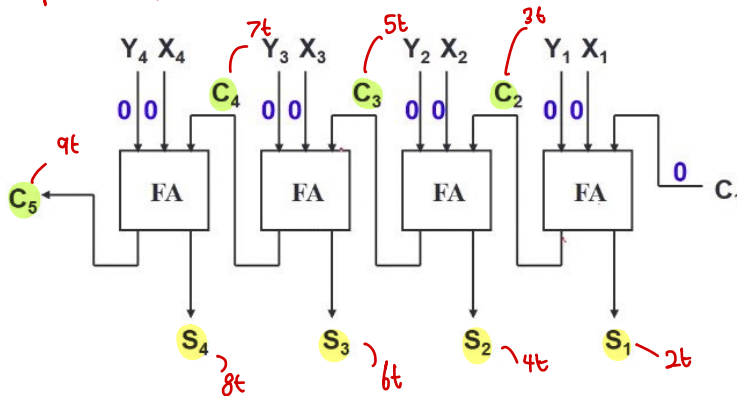 7t 5t 3t
Y4 X4 Y3 X3 Y2 X2 Y1 X1
C4 C3 C2
0 0 0 0 0 0 0 0
9t
FA FA FA FA 0
C5
S4 S3 S2 S1 2t
8t 6t 4t